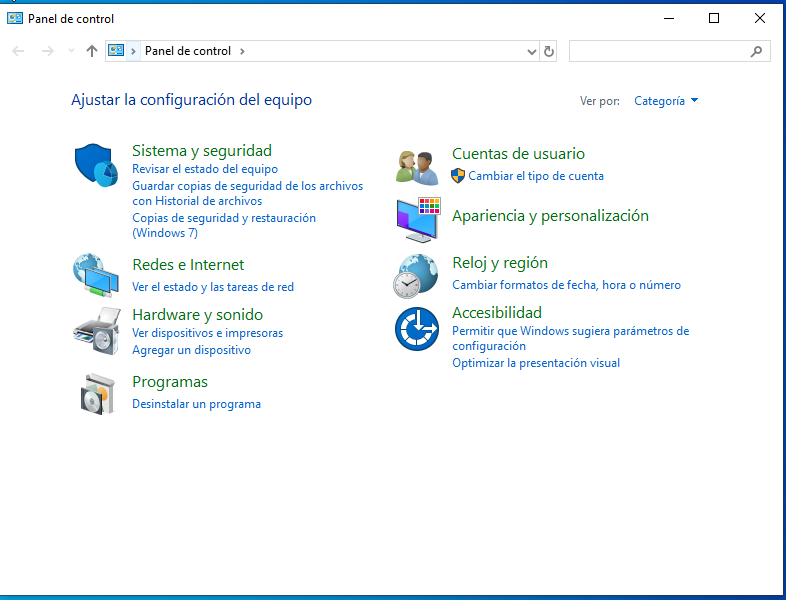 Panel de control
Panel de control
Ajustar la configuración del equipo
Ver por: Categoría
Sistema y seguridad
Revisar el estado del equipo
Guardar copias de seguridad de los archivos
con Historial de archivos
Copias de seguridad y restauración
(Windows 7)
Redes e Internet
Ver el estado y las tareas de red
Hardware y sonido
Ver dispositivos e impresoras
Agregar un dispositivo
Programas
Desinstalar un programa
Cuentas de usuario
Cambiar el tipo de cuenta
Apariencia y personalización
Reloj y región
Cambiar formatos de fecha, hora o número
Accesibilidad
Permitir que Windows sugiera parámetros de
configuración
Optimizar la presentación visual